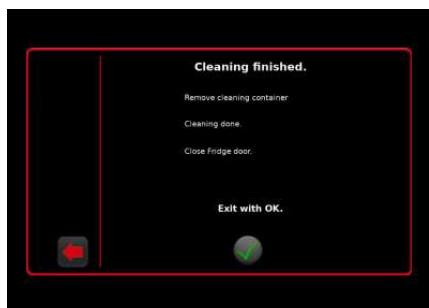 Cleaning finished.
Remove cleaning container
Cleaning done.
Close Fridge door.
Exit with OK.